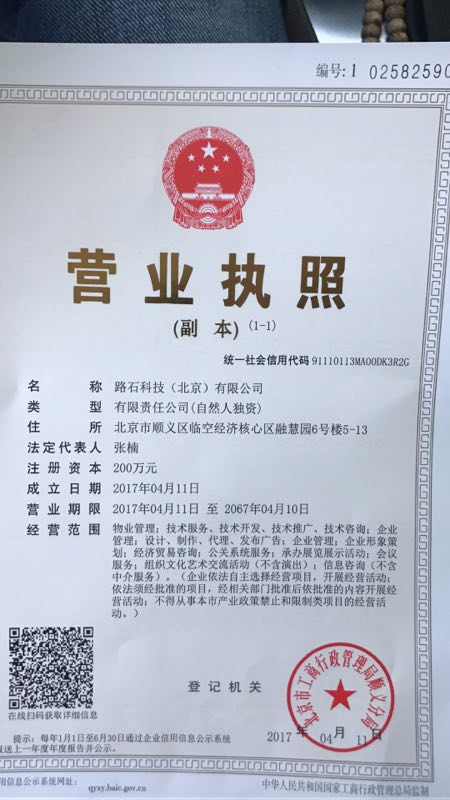 编号:1 02582590
营业执照
(副 本)(1-1)
统一社会信用代码 91110113MA00DK3R2G
名 称 路石科技（北京）有限公司
类 型 有限责任公司(自然人独资)
住 所 北京市顺义区临空经济核心区融慧园6号楼5-13
法定代表人 张楠
注册资本 200万元
成立日期 2017年04月11日
营业期限 2017年04月11日 至 2067年04月10日
经营范围 物业管理；技术服务、技术开发、技术推广、技术咨询；企业
管理；设计、制作、代理、发布广告；企业管理；企业形象策
划；经济贸易咨询；公关系统服务；承办展览展示活动；会议
服务；组织文化艺术交流活动（不含演出）；信息咨询（不含
中介服务）。（企业依法自主选择经营项目，开展经营活动；
依法须经批准的项目，经相关部门批准后依批准的内容开展经
营活动；不得从事本市产业政策禁止和限制类项目的经营活
动。）
在线扫码获取详细信息
登记机关
北京市工商行政管理局顺义分局
2017 年 04 月 11 日
提示：每年1月1日至6月30日通过企业信用信息公示系统
报送上一年度年度报告并公示。
用信息公示系统网址： qyxy.baic.gov.cn
中华人民共和国国家工商行政管理总局监制